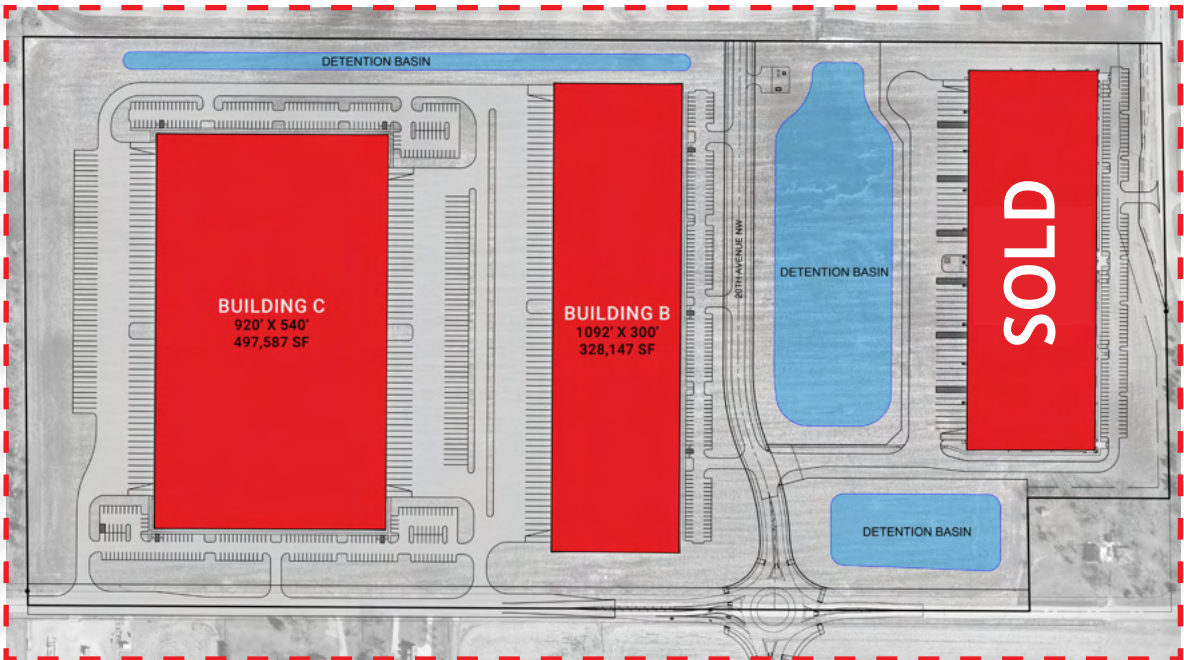 DETENTION BASIN
BUILDING C
920' X 540'
497,587 SF
BUILDING B
1092' X 300'
328,147 SF
20TH AVENUE NW
DETENTION BASIN
SOLD
DETENTION BASIN